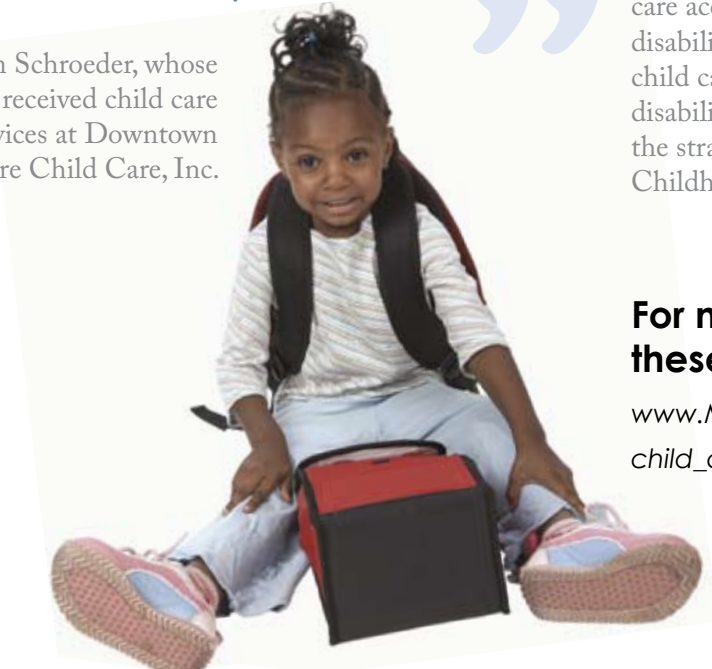 n Schroeder, whose
received child care
vices at Downtown
re Child Care, Inc.
”
care acc
disabili
child ca
disabili
the stra
Childh
For n
these
www.
child_